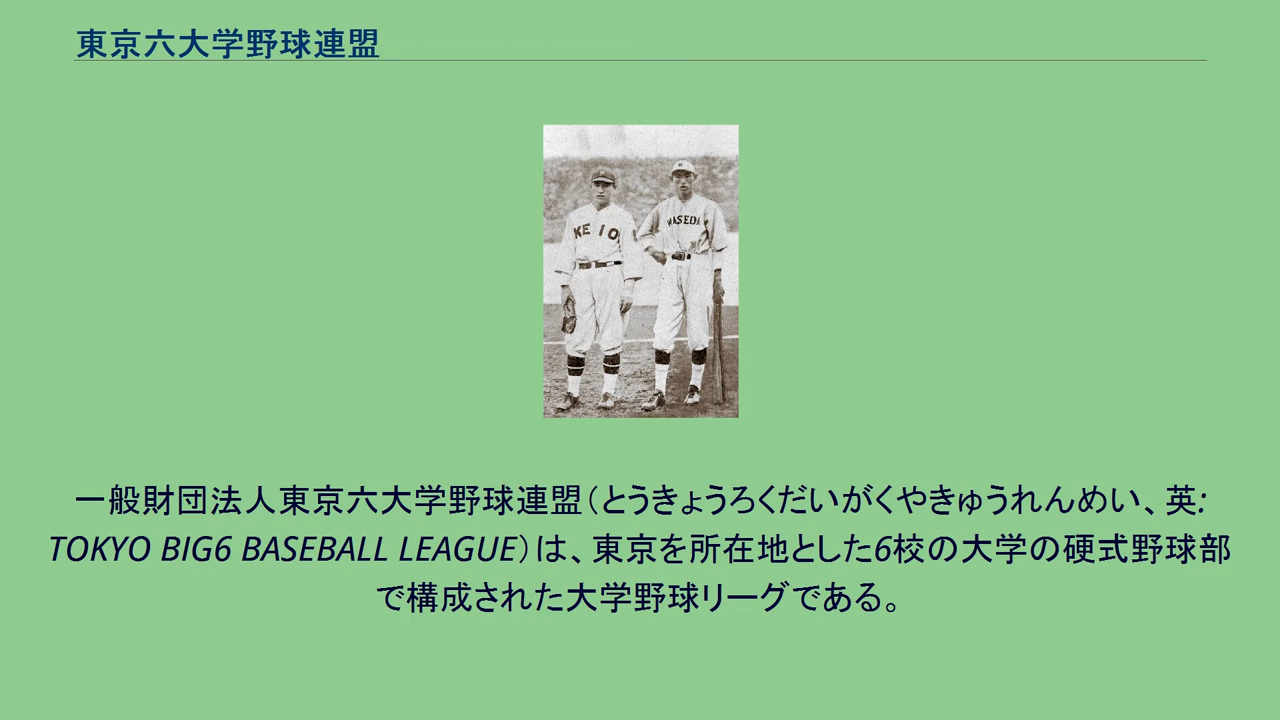 東京六大学野球連盟
KEIO
WASEDA
一般財団法人東京六大学野球連盟（とうきょうろくだいがくやきゅうれんめい、英:
TOKYO BIG6 BASEBALL LEAGUE）は、東京を所在地とした6校の大学の硬式野球部
で構成された大学野球リーグである。